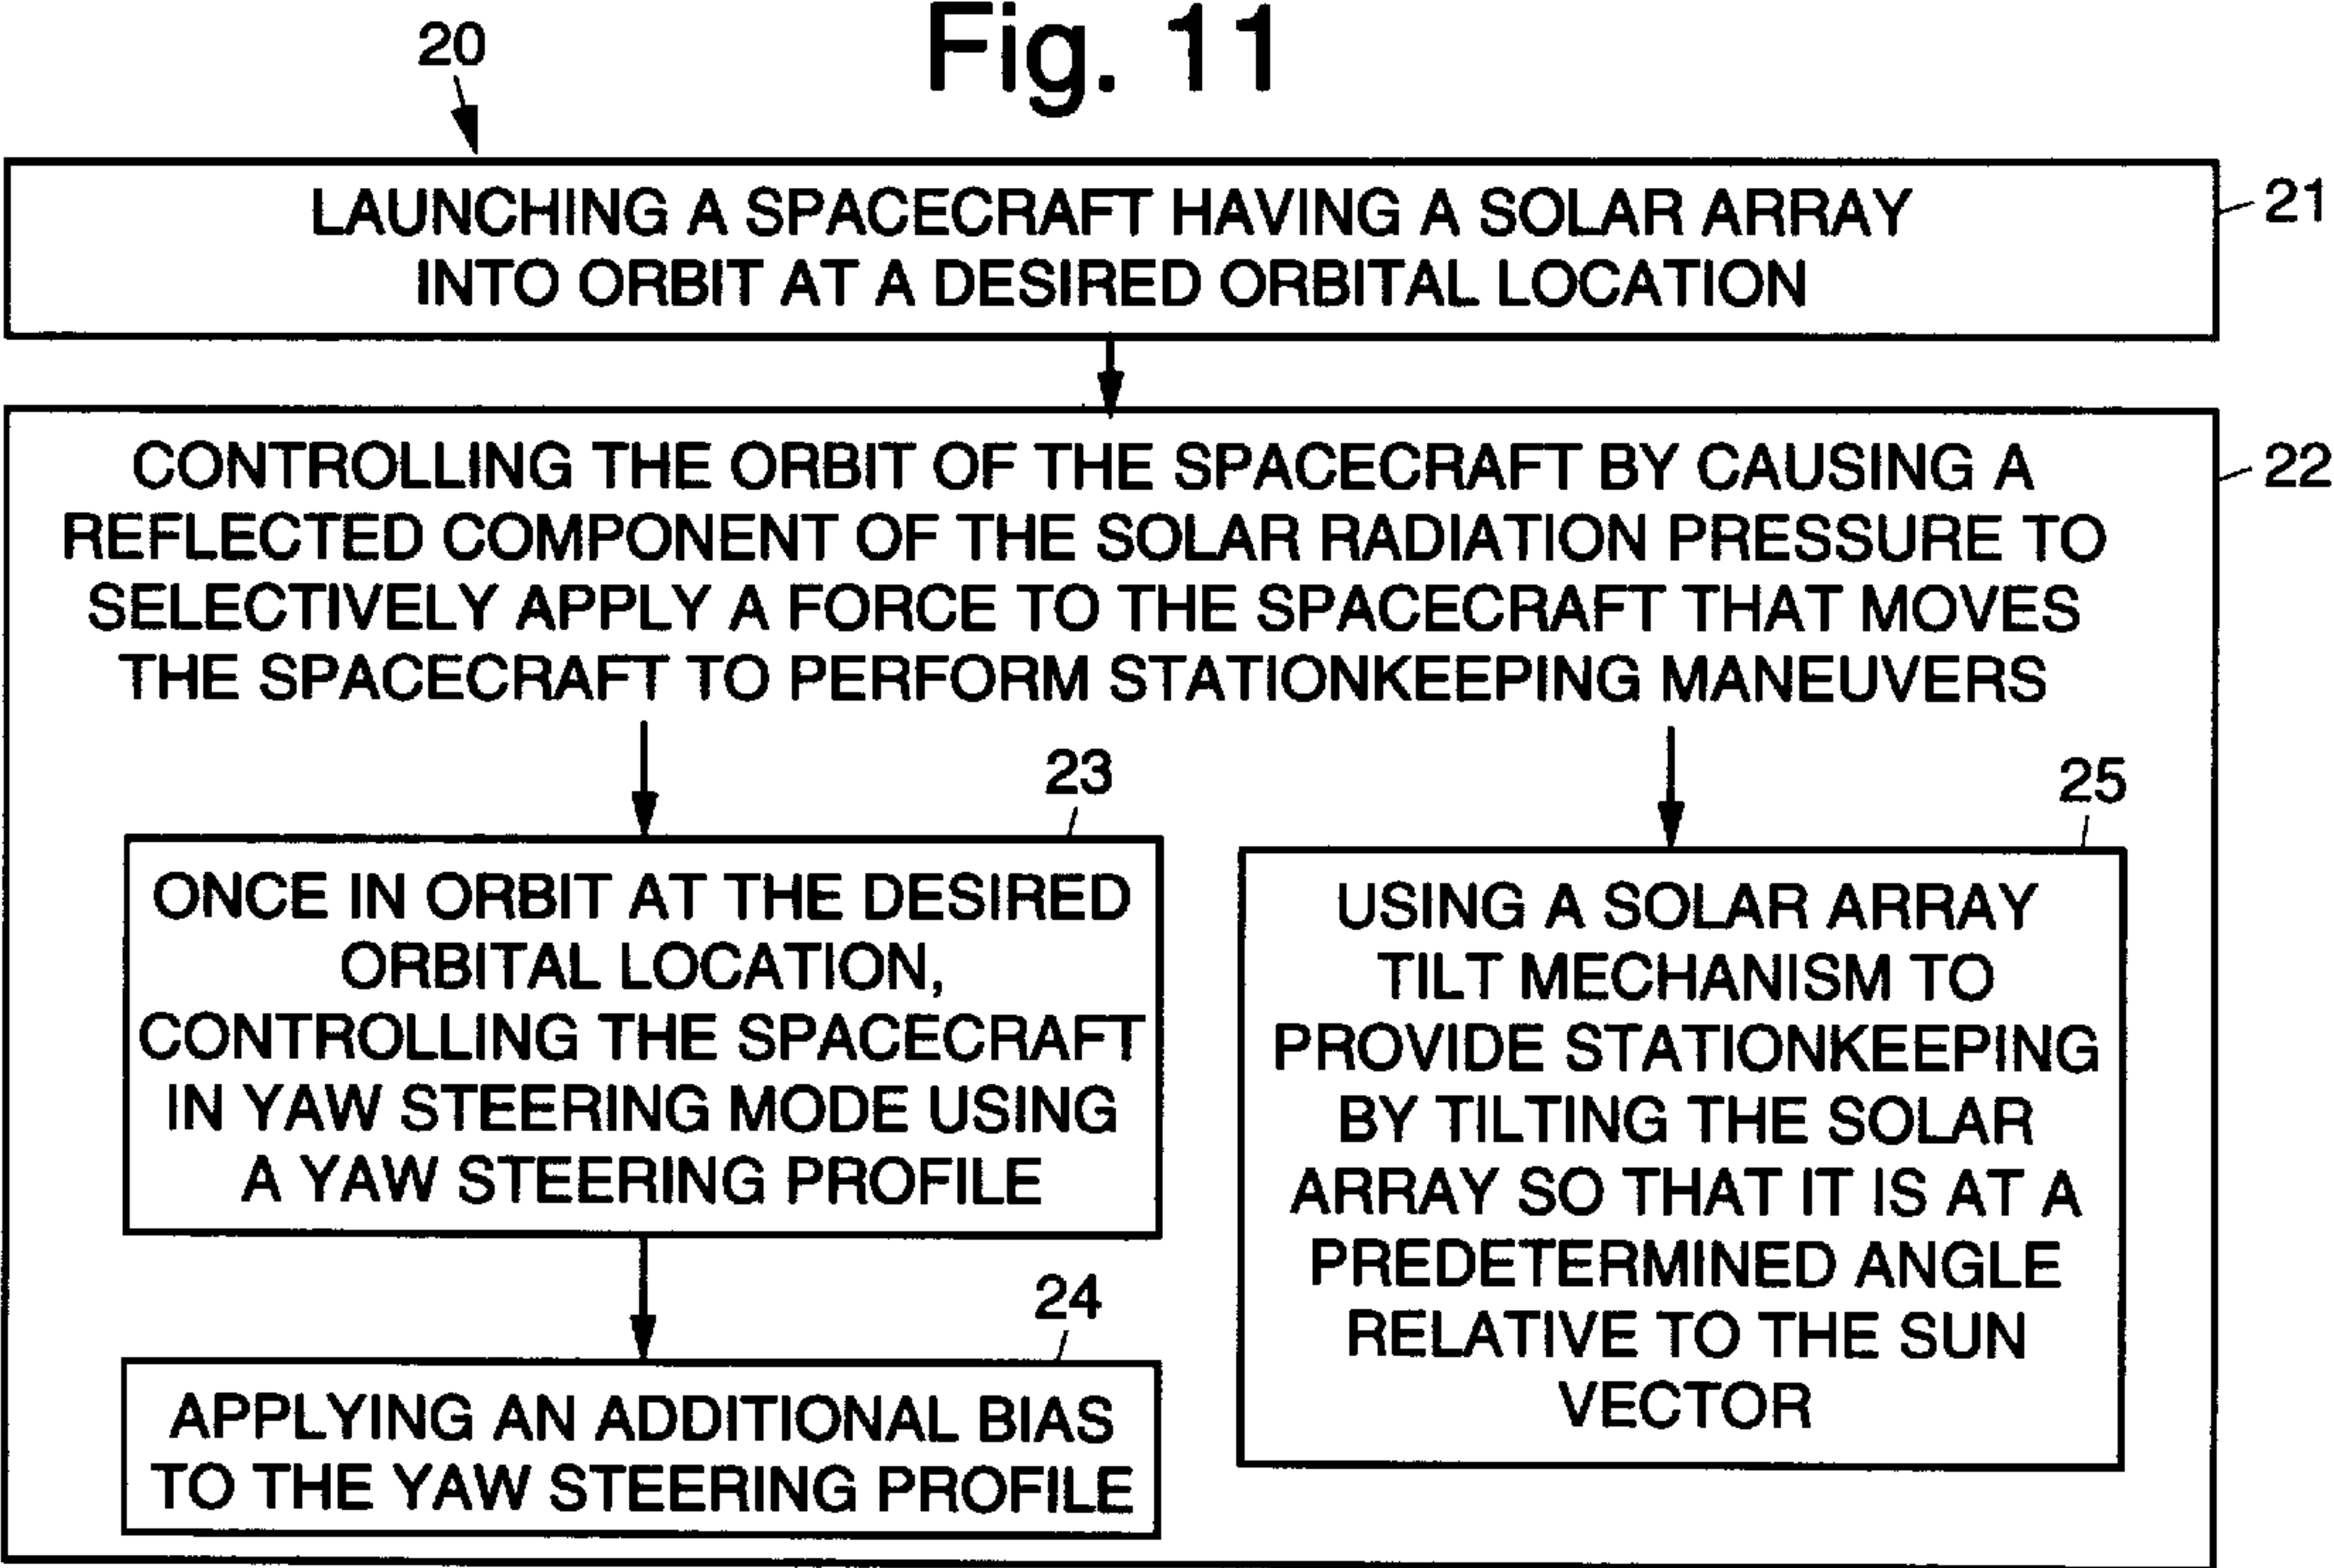 Fig. 11
20
LAUNCHING A SPACECRAFT HAVING A SOLAR ARRAY
INTO ORBIT AT A DESIRED ORBITAL LOCATION
21
CONTROLLING THE ORBIT OF THE SPACECRAFT BY CAUSING A
REFLECTED COMPONENT OF THE SOLAR RADIATION PRESSURE TO
SELECTIVELY APPLY A FORCE TO THE SPACECRAFT THAT MOVES
THE SPACECRAFT TO PERFORM STATIONKEEPING MANEUVERS
22
23
ONCE IN ORBIT AT THE DESIRED
ORBITAL LOCATION,
CONTROLLING THE SPACECRAFT
IN YAW STEERING MODE USING
A YAW STEERING PROFILE
24
APPLYING AN ADDITIONAL BIAS
TO THE YAW STEERING PROFILE
25
USING A SOLAR ARRAY
TILT MECHANISM TO
PROVIDE STATIONKEEPING
BY TILTING THE SOLAR
ARRAY SO THAT IT IS AT A
PREDETERMINED ANGLE
RELATIVE TO THE SUN
VECTOR